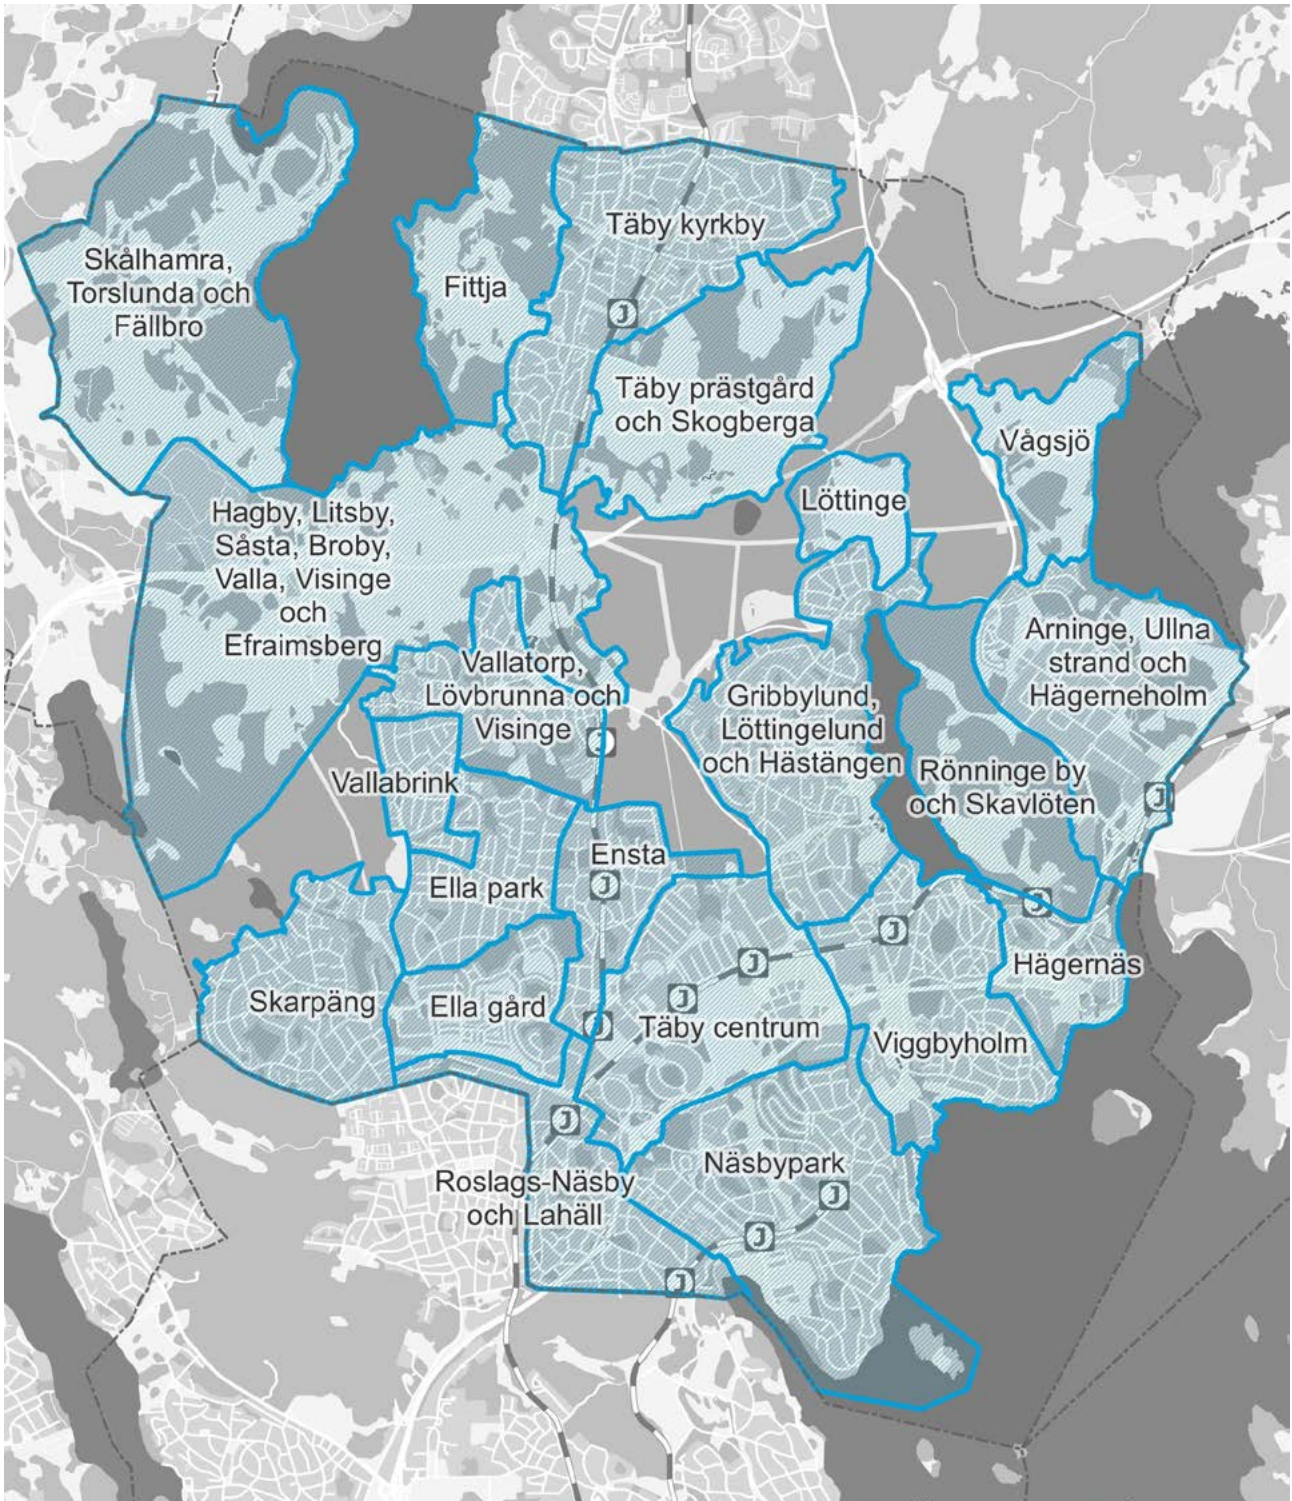 Täby kyrkby
Skålhamra,
Torslunda och
Fällbro
Fittja
J
Täby prästgård
och Skogberga
Vågsjö
Löttinge
Hagby, Litsby,
Såsta, Broby,
Valla, Visinge
och
Efraimsberg
Arninge, Ullna
strand och
Hägerneholm
Vallatorp,
Lövbrunna och
Visinge
Gribbylund,
Löttingelund
och Hästängen
J
Vallabrink
Rönninge by
och Skavlöten
J
Ensta
Ella park
J
J
J
Hägernäs
J
Skarpäng
Ella gård
J
Täby centrum
J
Viggbyholm
J
Näsbypark
Roslags-Näsby
och Lahäll
J
J
J